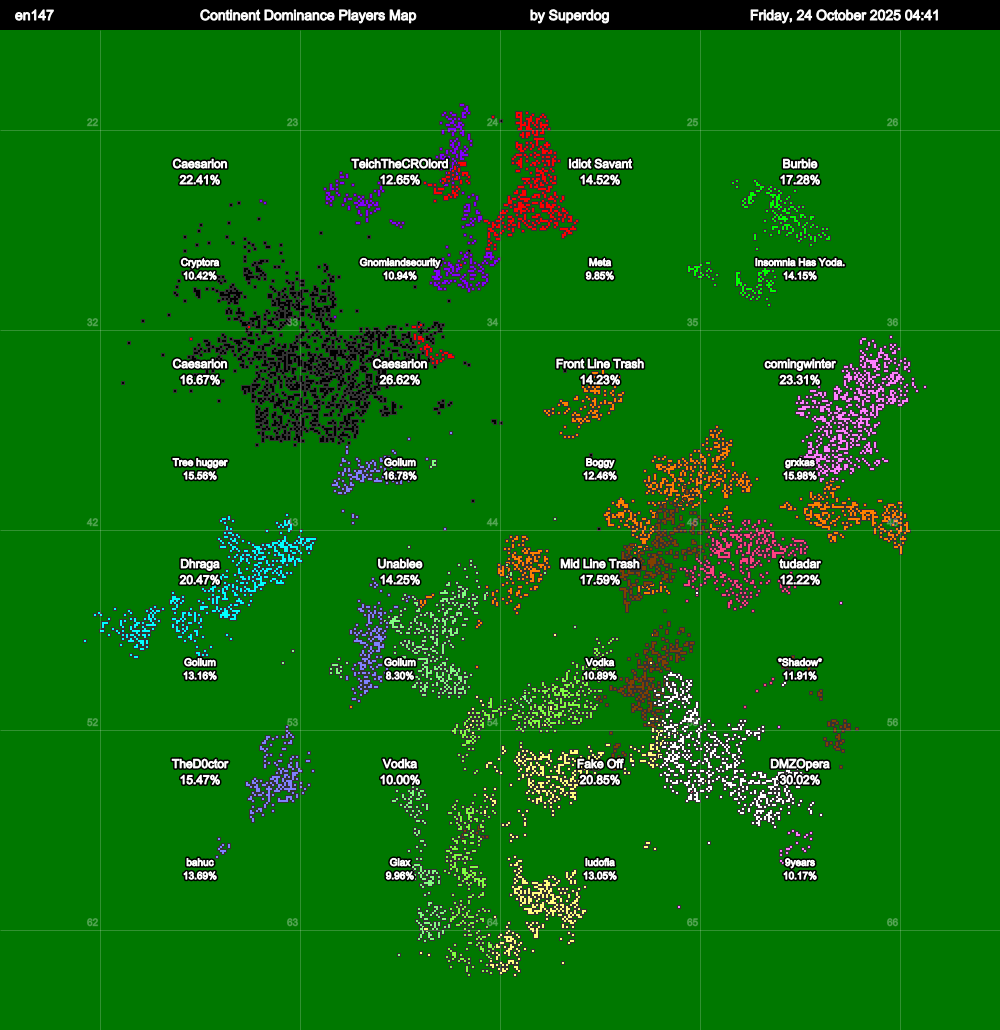 en147 Continent Dominance Players Map by Superdog Friday, 24 October 2025 04:41
22 23 24 25
Caesarion TeichTheCROlord Idiot Savant Burbie
22.41% 12.65% 14.52% 17.28%
Cryptora Gnomlandsecurity Meta Insomnia Has Yoda.
10.42% 10.94% 9.85% 14.15%
32 33 34 35 36
Caesarion Caesarion Front Line Trash comingwinter
16.67% 26.62% 14.23% 23.31%
Tree hugger Gollum Boggy grxkas
15.56% 16.78% 12.46% 15.98%
42 43 44 45
Dhraga Unablee Mid Line Trash tudadar
20.47% 14.25% 17.59% 12.22%
Gollum Gollum Vodka "Shadow"
13.16% 8.30% 10.89% 11.91%
52 53 54 56
TheD0ctor Vodka Fake Off DMZOpera
15.47% 10.00% 20.85% 30.02%
bahuc Glax ludofla 9years
13.69% 9.96% 13.05% 10.17%
62 63 64 65 66